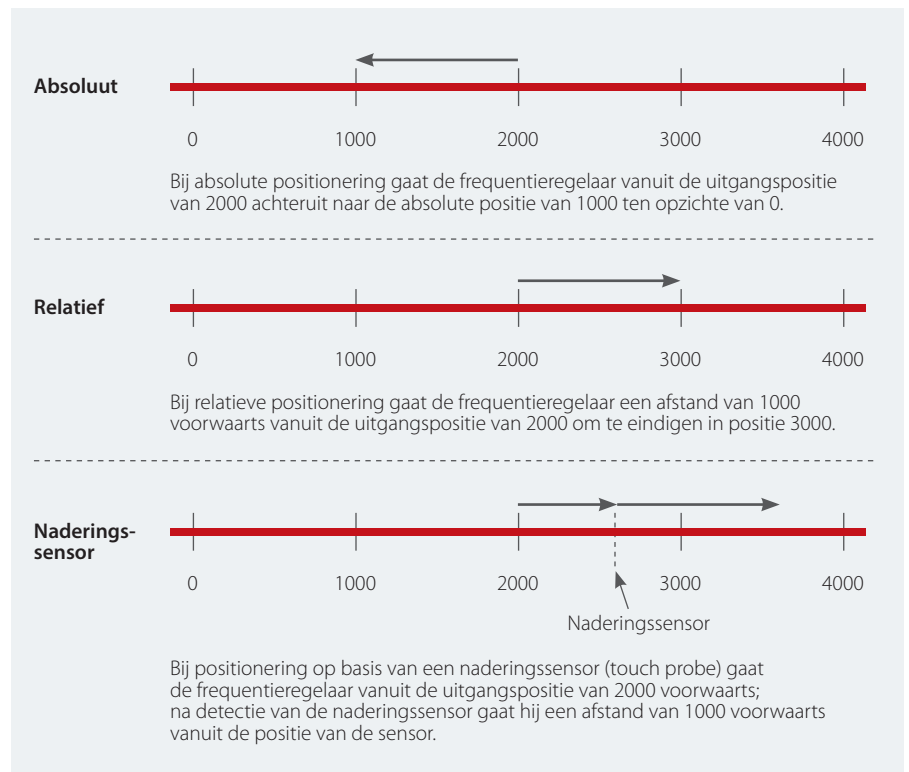 Absoluut
0 1000 2000 3000 4000
Bij absolute positionering gaat de frequentieregelaar vanuit de uitgangspositie
van 2000 achteruit naar de absolute positie van 1000 ten opzichte van 0.
Relatief
0 1000 2000 3000 4000
Bij relatieve positionering gaat de frequentieregelaar een afstand van 1000
voorwaarts vanuit de uitgangspositie van 2000 om te eindigen in positie 3000.
Naderings-
sensor
0 1000 2000 3000 4000
Naderingssensor
Bij positionering op basis van een naderingssensor (touch probe) gaat
de frequentieregelaar vanuit de uitgangspositie van 2000 voorwaarts;
na detectie van de naderingssensor gaat hij een afstand van 1000 voorwaarts
vanuit de positie van de sensor.